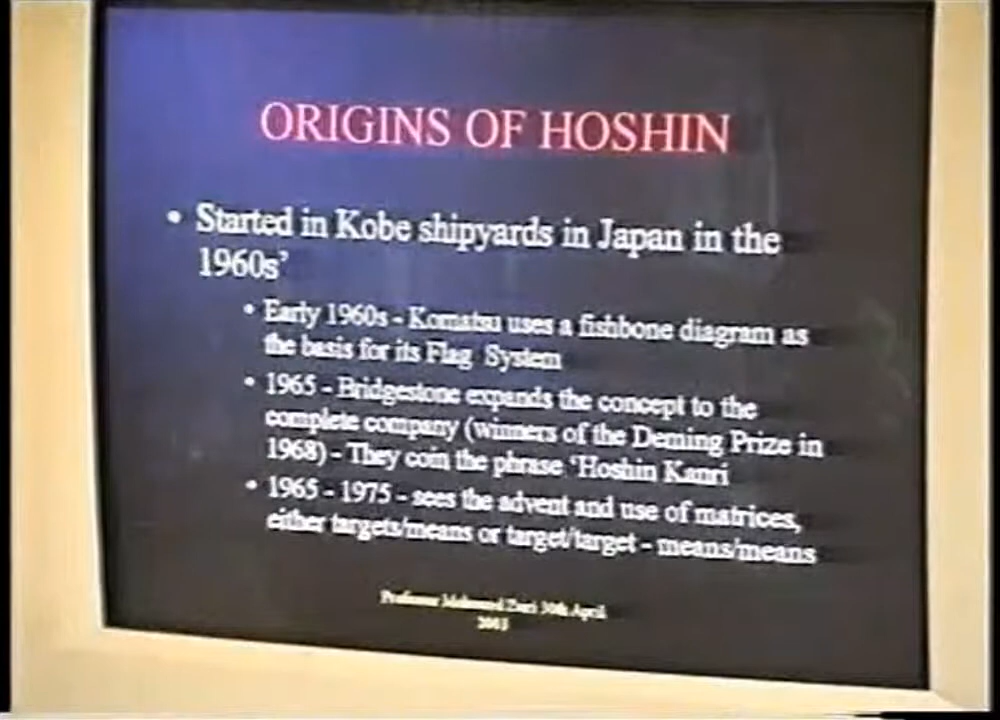 ORIGINS OF HOSHIN
• Started in Kobe shipyards in Japan in the
1960s'
• Early 1960s - Komatsu uses a fishbone diagram as
the basis for its Flag System
• 1965 - Bridgestone expands the concept to the
complete company (winners of the Deming Prize in
1968) - They coin the phrase 'Hoshin Kanri
• 1965 - 1975 - sees the advent and use of matrices,
either targets/means or target/target - means/means
Professor 30th April